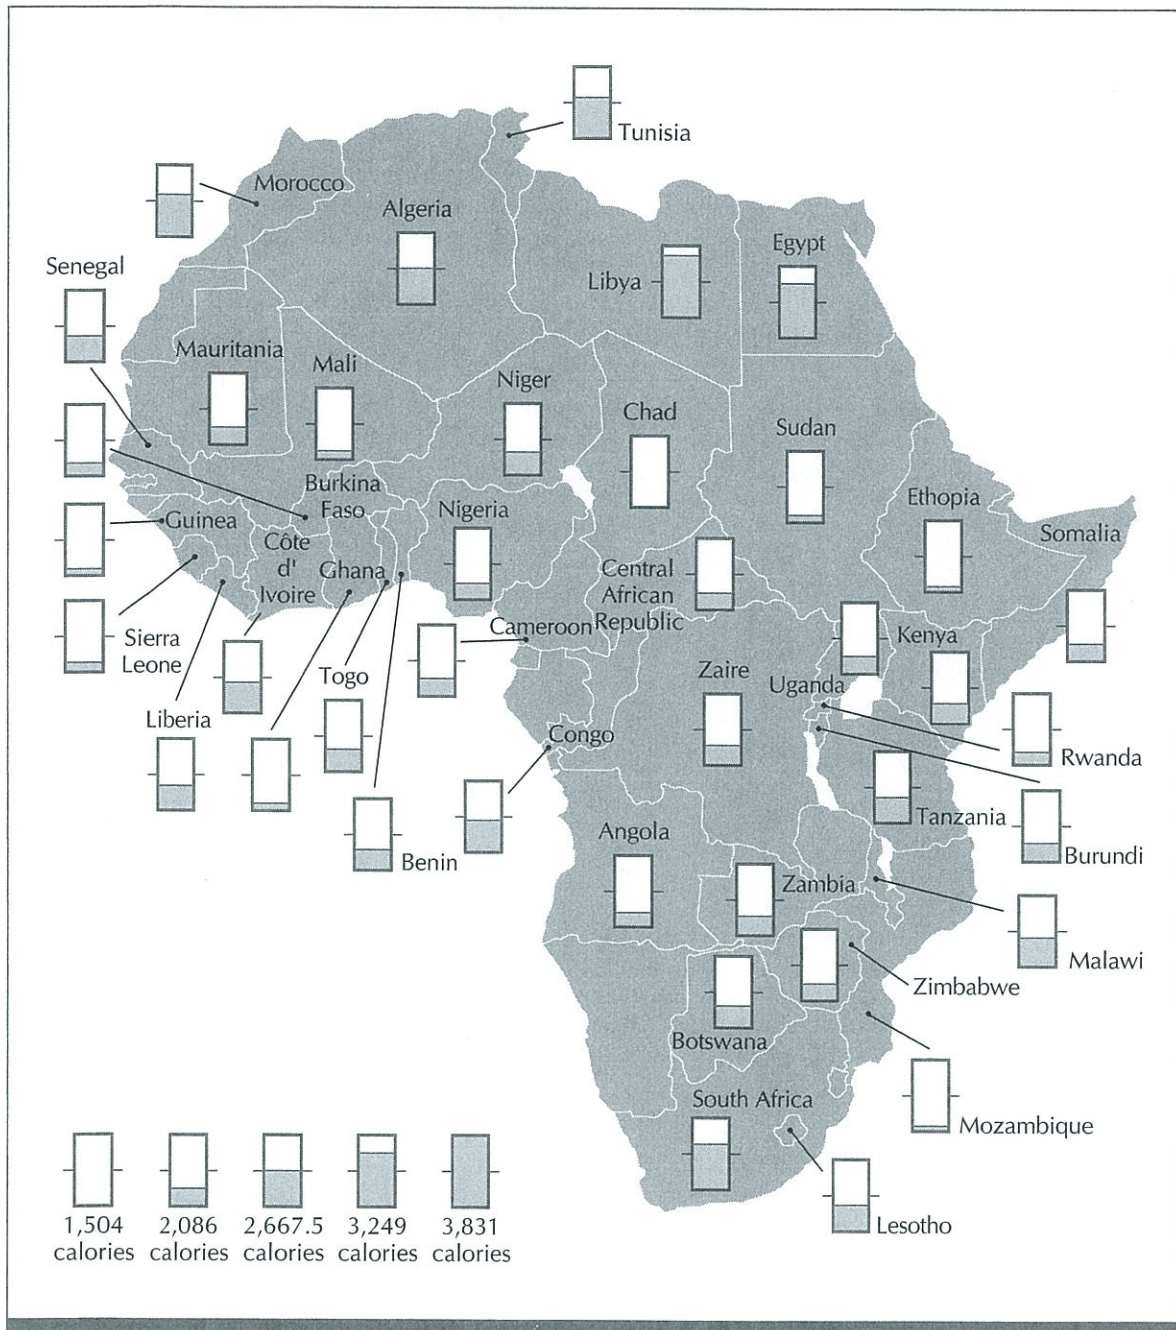 Tunisia
Morocco
Algeria
Libya
Egypt
Senegal
Mauritania
Mali
Niger
Chad
Sudan
Burkina
Faso
Guinea
Nigeria
Ethopia
Somalia
Côte
d'
Ivoire
Ghana
Central
African
Republic
Sierra
Leone
Cameroon
Kenya
Liberia
Togo
Zaire
Uganda
Congo
Rwanda
Benin
Tanzania
Burundi
Angola
Zambia
Malawi
Zimbabwe
Botswana
South Africa
Mozambique
Lesotho
1,504
calories
2,086
calories
2,667.5
calories
3,249
calories
3,831
calories